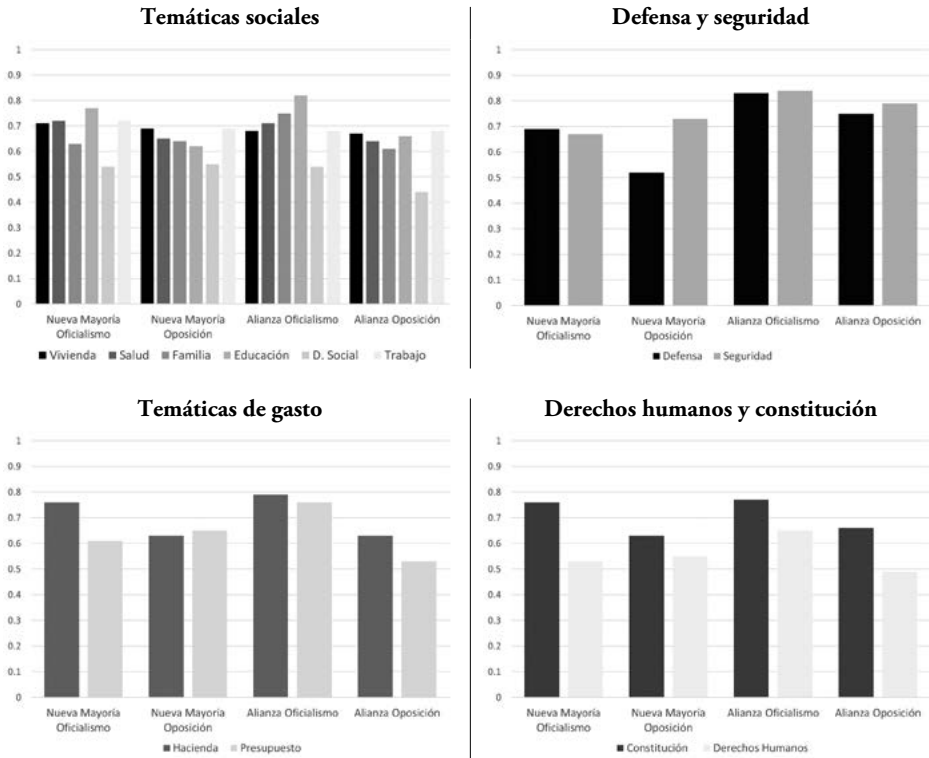 Temáticas sociales
1
0.9
0.8
0.7
0.6
0.5
0.4
0.3
0.2
0.1
0
Nueva Mayoría
Oficialismo
Nueva Mayoría
Oposición
Alianza Oficialismo
Alianza Oposición
Vivienda Salud Familia Educación D. Social Trabajo
Defensa y seguridad
1
0.9
0.8
0.7
0.6
0.5
0.4
0.3
0.2
0.1
0
Nueva Mayoría
Oficialismo
Nueva Mayoría
Oposición
Alianza Oficialismo
Alianza Oposición
Defensa Seguridad
Temáticas de gasto
1
0.9
0.8
0.7
0.6
0.5
0.4
0.3
0.2
0.1
0
Nueva Mayoría
Oficialismo
Nueva Mayoría
Oposición
Alianza Oficialismo
Alianza Oposición
Hacienda Presupuesto
Derechos humanos y constitución
1
0.9
0.8
0.7
0.6
0.5
0.4
0.3
0.2
0.1
0
Nueva Mayoría
Oficialismo
Nueva Mayoría
Oposición
Alianza Oficialismo
Alianza Oposición
Constitución Derechos Humanos